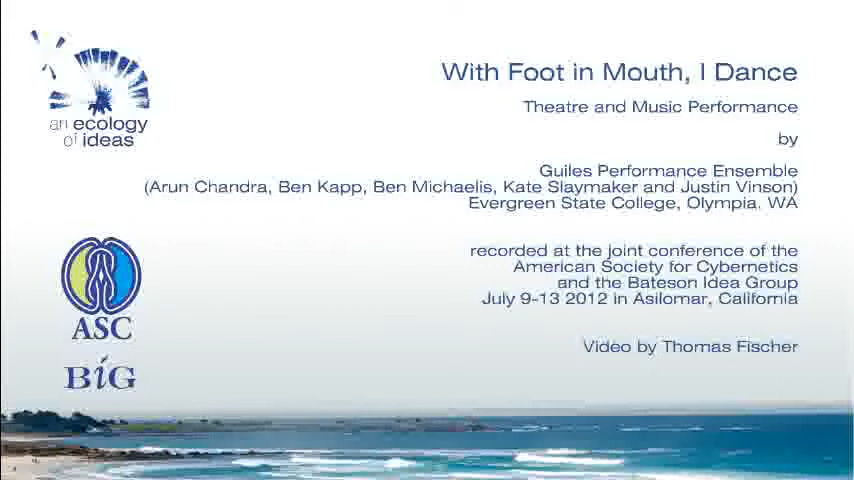 With Foot in Mouth, I Dance
Theatre and Music Performance
by
Guiles Performance Ensemble
(Arun Chandra, Ben Kapp, Ben Michaelis, Kate Slaymaker and Justin Vinson)
Evergreen State College, Olympia, WA
an ecology
of ideas
recorded at the joint conference of the
American Society for Cybernetics
and the Bateson Idea Group
July 9-13 2012 in Asilomar, California
ASC
BiG
Video by Thomas Fischer